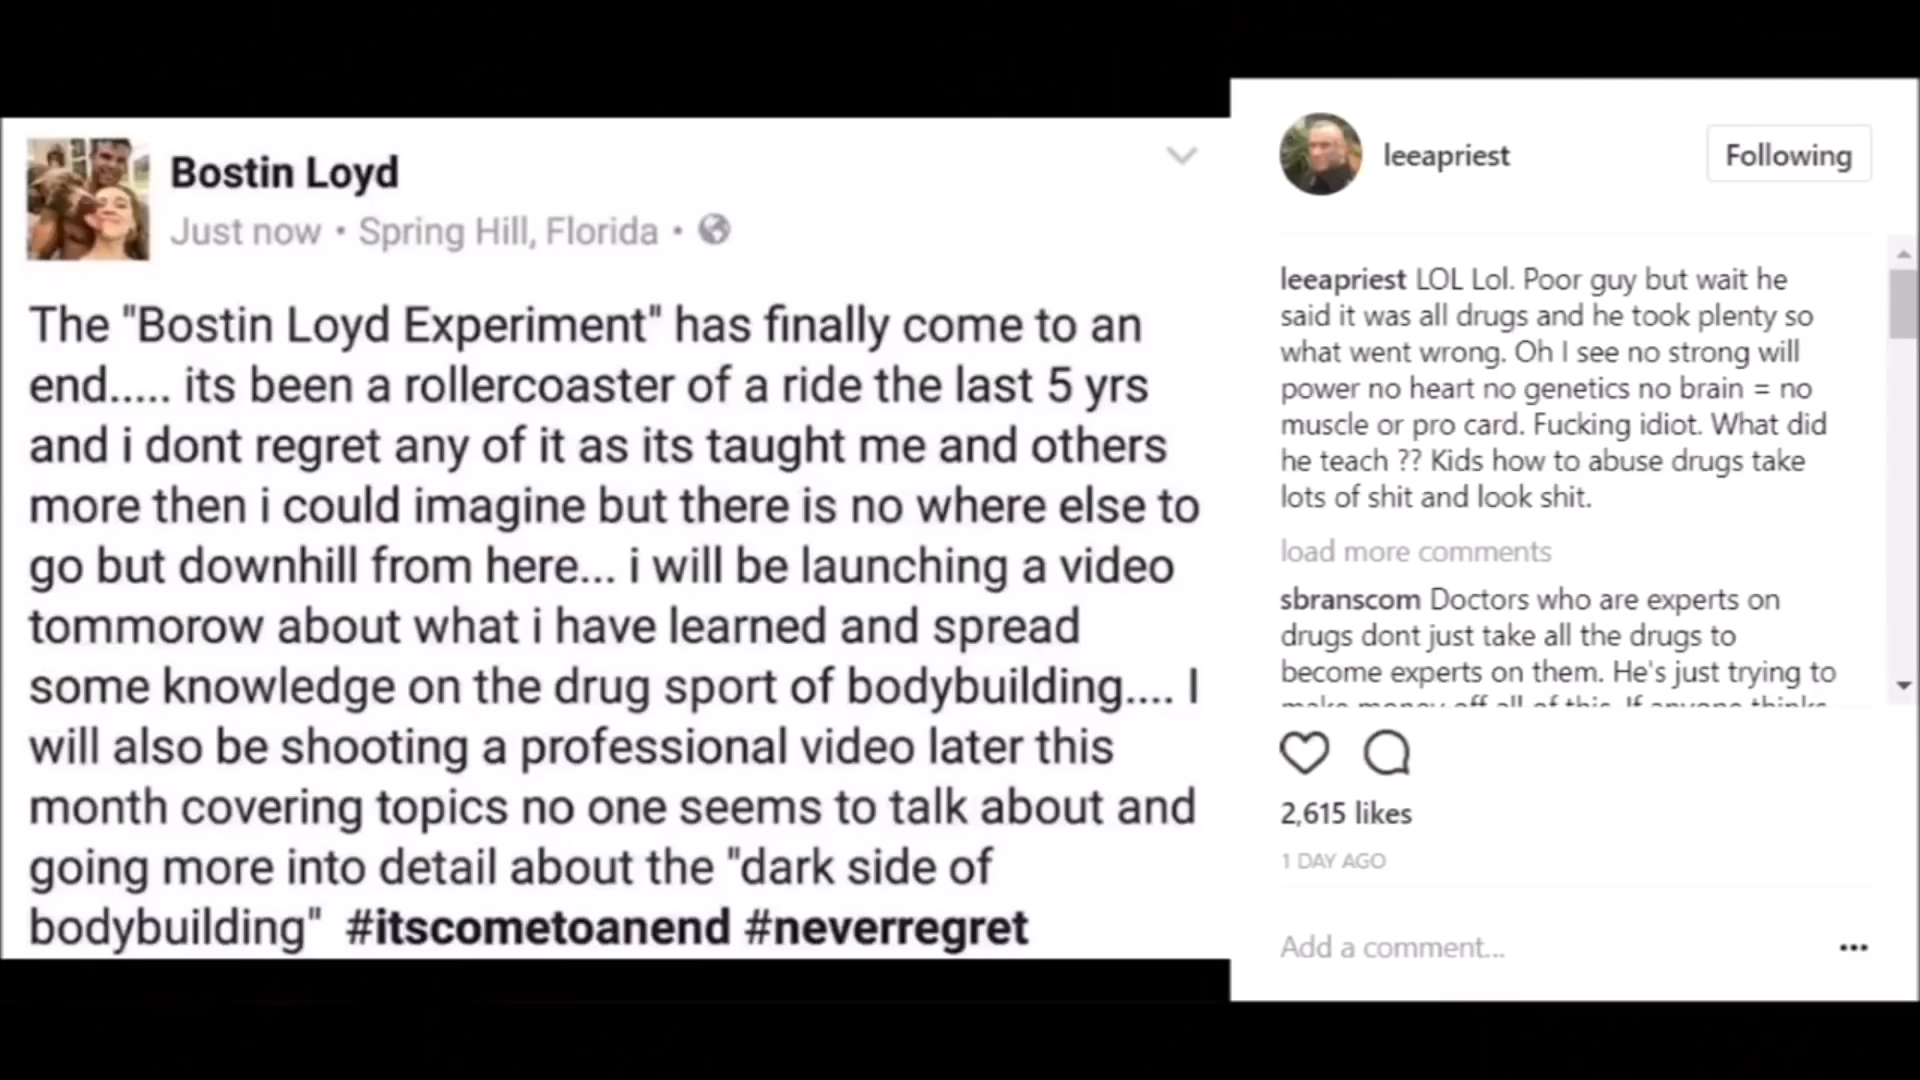 Bostin Loyd
Just now • Spring Hill, Florida •
The "Bostin Loyd Experiment" has finally come to an
end..... its been a rollercoaster of a ride the last 5 yrs
and i dont regret any of it as its taught me and others
more then i could imagine but there is no where else to
go but downhill from here... i will be launching a video
tommorow about what i have learned and spread
some knowledge on the drug sport of bodybuilding.... I
will also be shooting a professional video later this
month covering topics no one seems to talk about and
going more into detail about the "dark side of
bodybuilding" #itscometoanend #neverregret
leeapriest
Following
leeapriest LOL Lol. Poor guy but wait he
said it was all drugs and he took plenty so
what went wrong. Oh I see no strong will
power no heart no genetics no brain = no
muscle or pro card. Fucking idiot. What did
he teach ?? Kids how to abuse drugs take
lots of shit and look shit.
load more comments
sbranscom Doctors who are experts on
drugs dont just take all the drugs to
become experts on them. He's just trying to
make money off all of this. If anyone thinks
2,615 likes
1 DAY AGO
Add a comment...